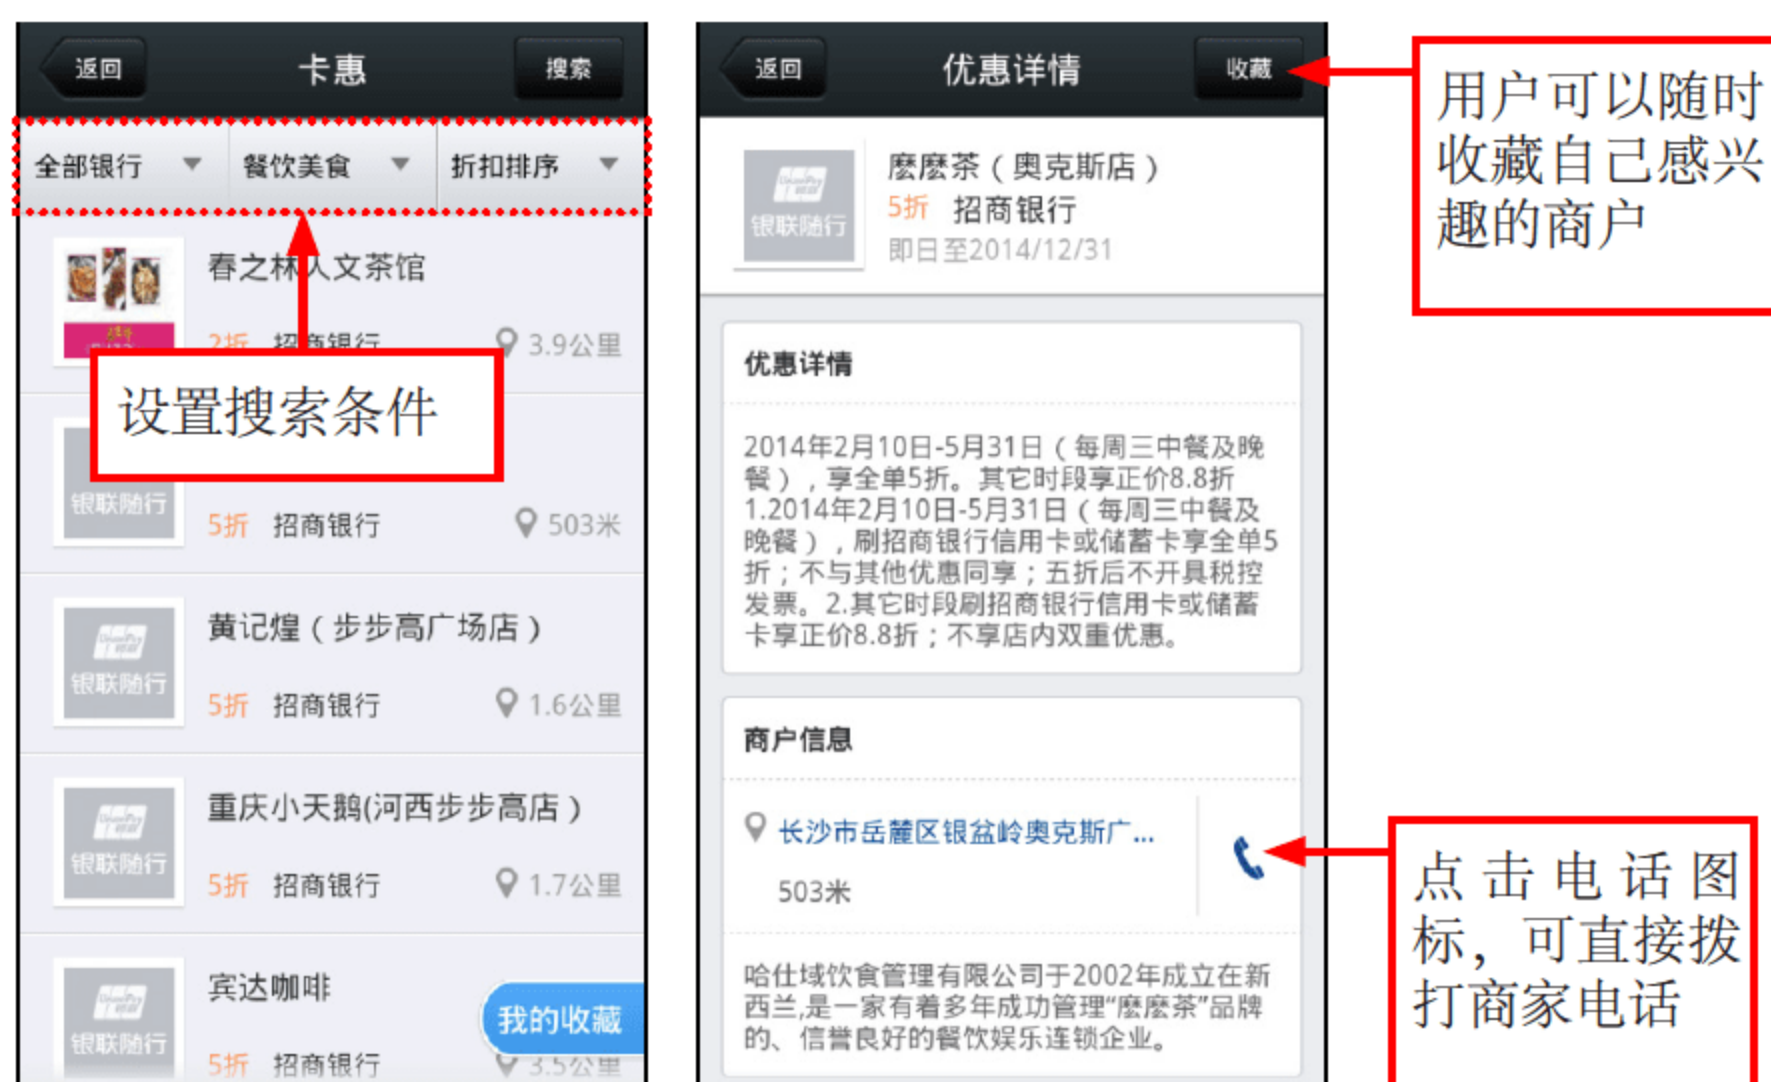 返回
卡惠
搜索
全部银行
餐饮美食
折扣排序
春之林人文茶馆
2折 招商银行 3.9公里
设置搜索条件
银联随行
5折 招商银行 503米
黄记煌（步步高广场店）
银联随行
5折 招商银行 1.6公里
重庆小天鹅(河西步步高店）
银联随行
5折 招商银行 1.7公里
宾达咖啡
我的收藏
银联随行
5折 招商银行 3.5公里
返回
优惠详情
收藏
银联随行
麽麽茶（奥克斯店）
5折 招商银行
即日至2014/12/31
优惠详情
2014年2月10日-5月31日（每周三中餐及晚
餐），享全单5折。其它时段享正价8.8折
1.2014年2月10日-5月31日（每周三中餐及
晚餐），刷招商银行信用卡或储蓄卡享全单5
折；不与其他优惠同享；五折后不开具税控
发票。2.其它时段刷招商银行信用卡或储蓄
卡享正价8.8折；不享店内双重优惠。
商户信息
长沙市岳麓区银盆岭奥克斯广...
503米
哈仕域饮食管理有限公司于2002年成立在新
西兰,是一家有着多年成功管理“麽麽茶”品牌
的、信誉良好的餐饮娱乐连锁企业。
用户可以随时
收藏自己感兴
趣的商户
点击电话图
标，可直接拨
打商家电话